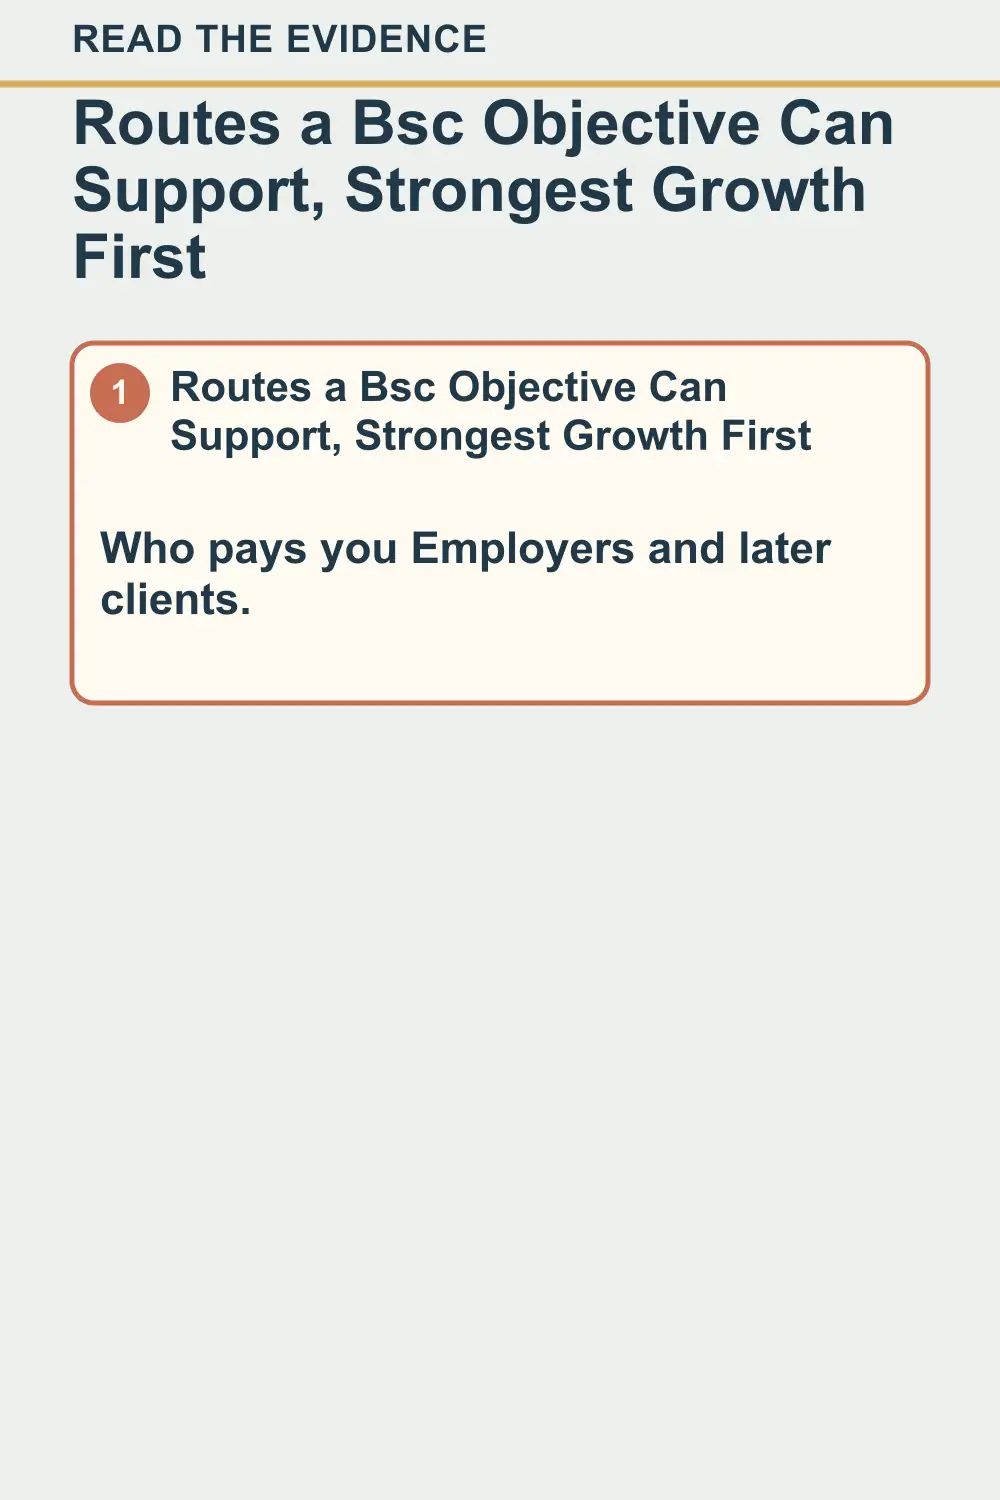 READ THE EVIDENCE
Routes a Bsc Objective Can
Support, Strongest Growth
First
1
Routes a Bsc Objective Can
Support, Strongest Growth First
Who pays you Employers and later
clients.